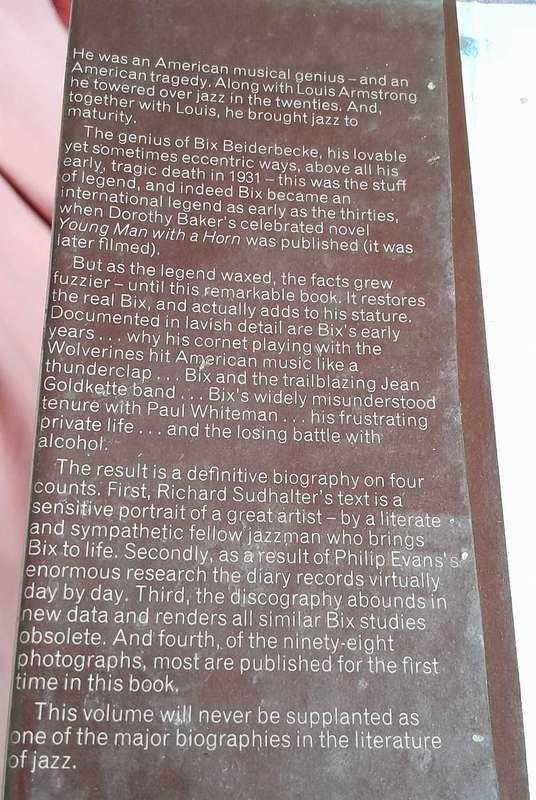 He was an American musical genius – and an
American tragedy. Along with Louis Armstrong
he towered over jazz in the twenties. And,
together with Louis, he brought jazz to
maturity.
The genius of Bix Beiderbecke, his lovable
yet sometimes eccentric ways, above all his
early, tragic death in 1931 – this was the stuff
of legend, and indeed Bix became an
international legend as early as the thirties,
when Dorothy Baker's celebrated novel
Young Man with a Horn was published (it was
later filmed).
But as the legend waxed, the facts grew
fuzzier – until this remarkable book. It restores
the real Bix, and actually adds to his stature.
Documented in lavish detail are Bix's early
years . . . why his cornet playing with the
Wolverines hit American music like a
thunderclap . . . Bix and the trailblazing Jean
Goldkette band . . . Bix's widely misunderstood
tenure with Paul Whiteman . . . his frustrating
private life . . . and the losing battle with
alcohol.
The result is a definitive biography on four
counts. First, Richard Sudhalter's text is a
sensitive portrait of a great artist – by a literate
and sympathetic fellow jazzman who brings
Bix to life. Secondly, as a result of Philip Evans's
enormous research the diary records virtually
day by day. Third, the discography abounds in
new data and renders all similar Bix studies
obsolete. And fourth, of the ninety-eight
photographs, most are published for the first
time in this book.
This volume will never be supplanted as
one of the major biographies in the literature
of jazz.